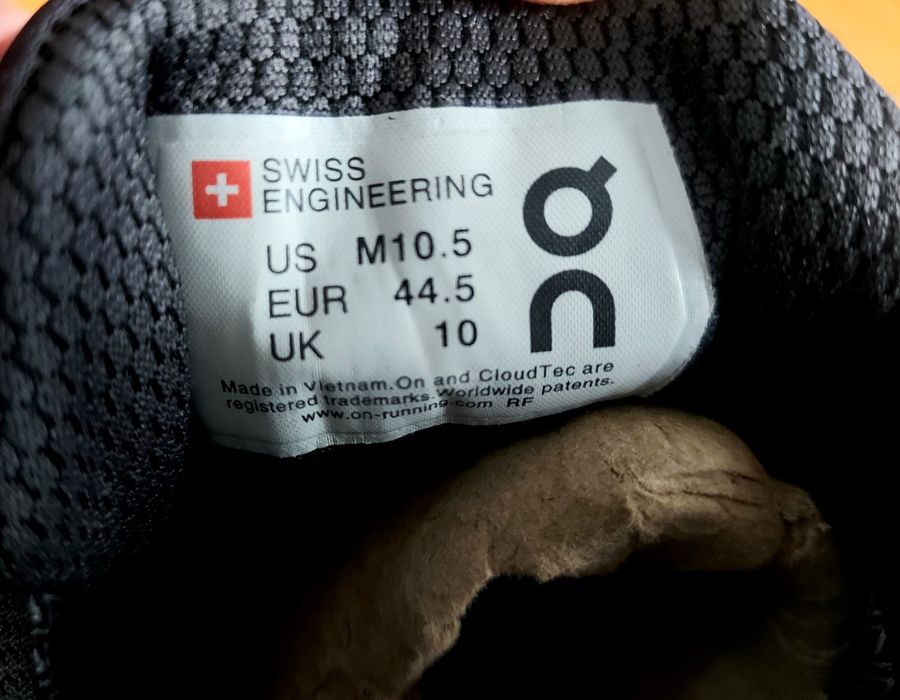 SWISS
ENGINEERING
US M10.5
EUR 44.5
UK 10
On
Made in Vietnam. On and CloudTec are
registered trademarks. Worldwide patents.
www.on-running.com RF